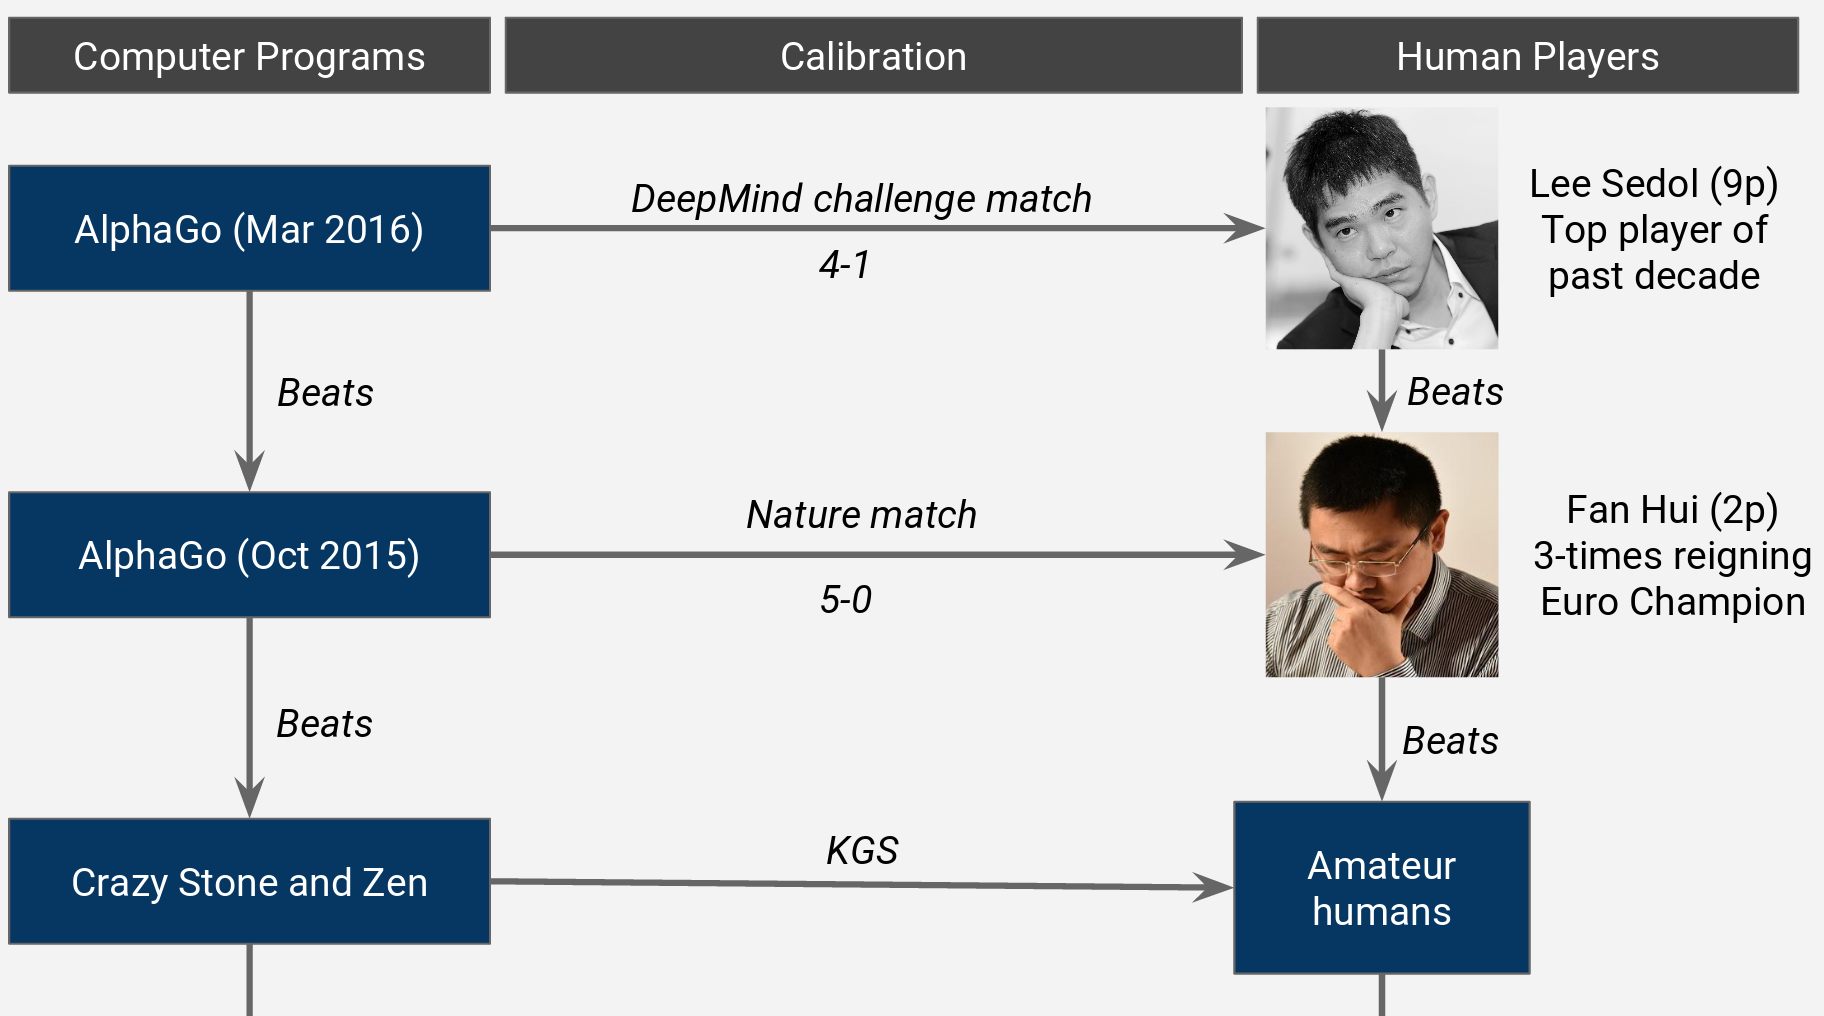 Computer Programs
Calibration
Human Players
AlphaGo (Mar 2016)
DeepMind challenge match
4-1
Lee Sedol (9p)
Top player of
past decade
Beats
Beats
AlphaGo (Oct 2015)
Nature match
5-0
Fan Hui (2p)
3-times reigning
Euro Champion
Beats
Beats
Crazy Stone and Zen
KGS
Amateur
humans